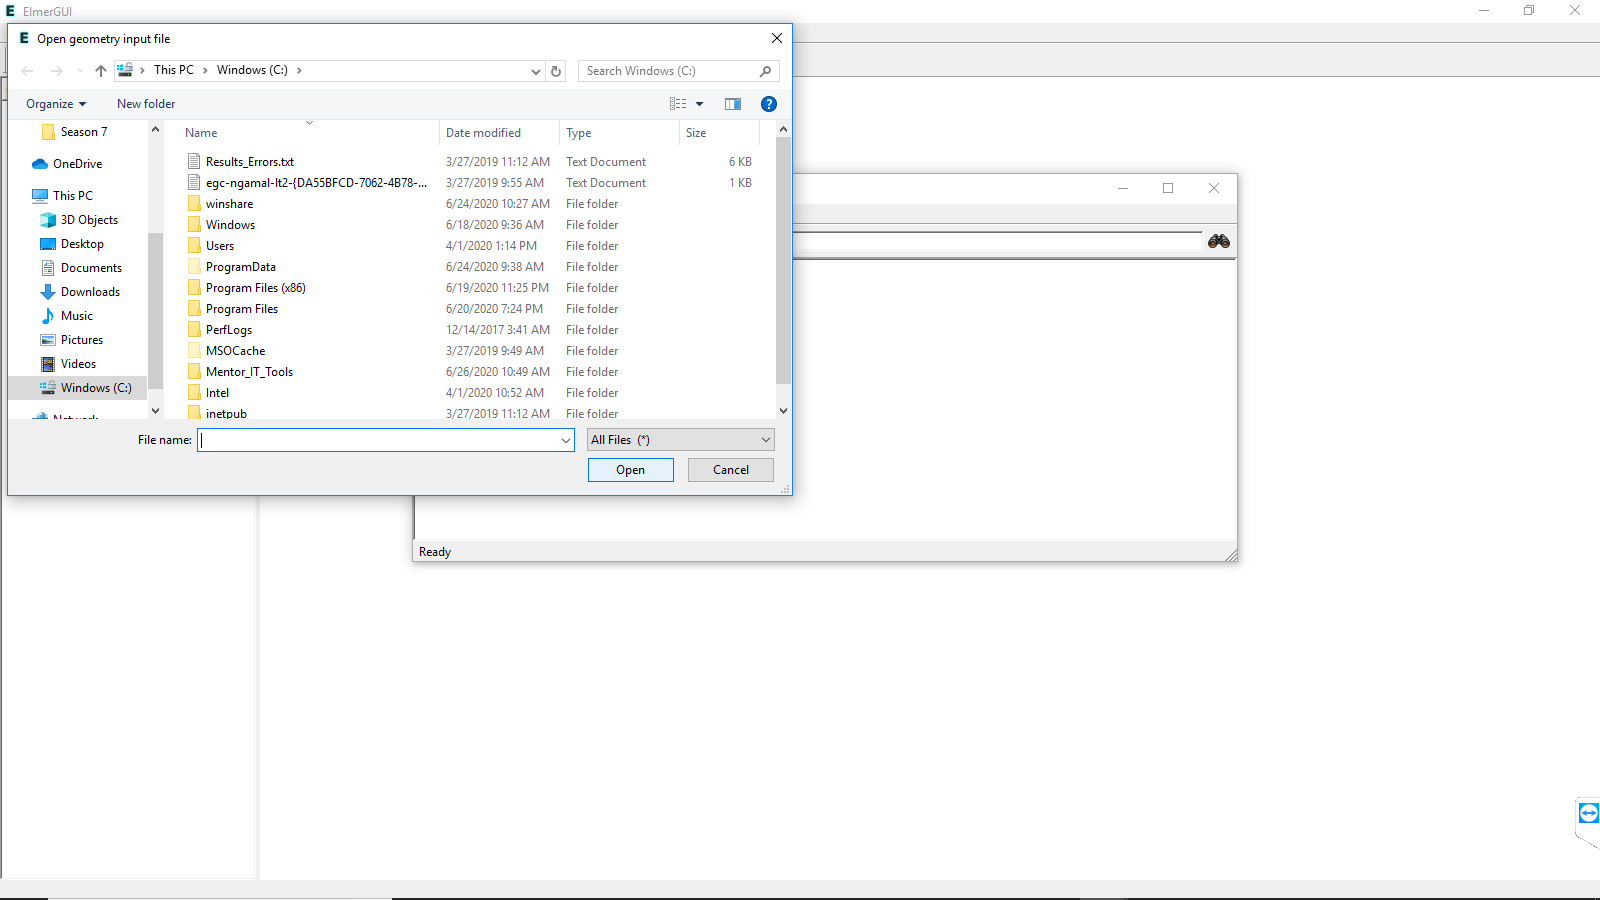 ElmerGUI
Open geometry input file
This PC Windows (C:)
Search Windows (C:)
Organize New folder
Season 7
OneDrive
This PC
3D Objects
Desktop
Documents
Downloads
Music
Pictures
Videos
Windows (C:)
Network
Name Date modified Type Size
Results_Errors.txt 3/27/2019 11:12 AM Text Document 6 KB
egc-ngamal-lt2-{DA55BFCD-7062-4B78-... 3/27/2019 9:55 AM Text Document 1 KB
winshare 6/24/2020 10:27 AM File folder
Windows 6/18/2020 9:36 AM File folder
Users 4/1/2020 1:14 PM File folder
ProgramData 6/24/2020 9:38 AM File folder
Program Files (x86) 6/19/2020 11:25 PM File folder
Program Files 6/20/2020 7:24 PM File folder
PerfLogs 12/14/2017 3:41 AM File folder
MSOCache 3/27/2019 9:49 AM File folder
Mentor_IT_Tools 6/26/2020 10:49 AM File folder
Intel 4/1/2020 10:52 AM File folder
inetpub 3/27/2019 11:12 AM File folder
File name: All Files (*)
Open Cancel
Ready